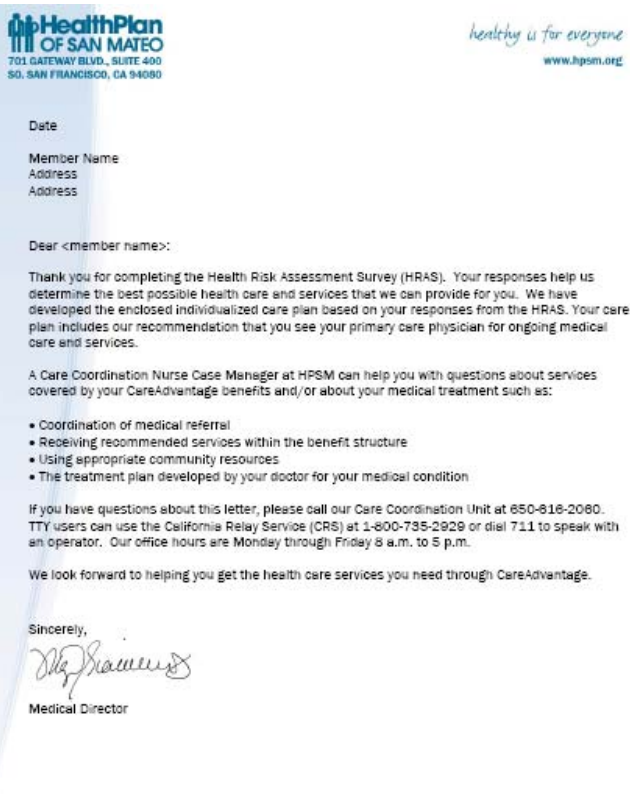 HealthPlan
OF SAN MATEO
701 GATEWAY BLVD., SUITE 400
SO. SAN FRANCISCO, CA 94080
healthy is for everyone
www.hpsm.org
Date
Member Name
Address
Address
Dear <member name>:
Thank you for completing the Health Risk Assessment Survey (HRAS).  Your responses help us
determine the best possible health care and services that we can provide for you.  We have
developed the enclosed individualized care plan based on your responses from the HRAS. Your care
plan includes our recommendation that you see your primary care physician for ongoing medical
care and services.
A Care Coordination Nurse Case Manager at HPSM can help you with questions about services
covered by your CareAdvantage benefits and/or about your medical treatment such as:
• Coordination of medical referral
• Receiving recommended services within the benefit structure
• Using appropriate community resources
• The treatment plan developed by your doctor for your medical condition
If you have questions about this letter, please call our Care Coordination Unit at 650-616-2060.
TTY users can use the California Relay Service (CRS) at 1-800-735-2929 or dial 711 to speak with
an operator.  Our office hours are Monday through Friday 8 a.m. to 5 p.m.
We look forward to helping you get the health care services you need through CareAdvantage.
Sincerely,
Medical Director